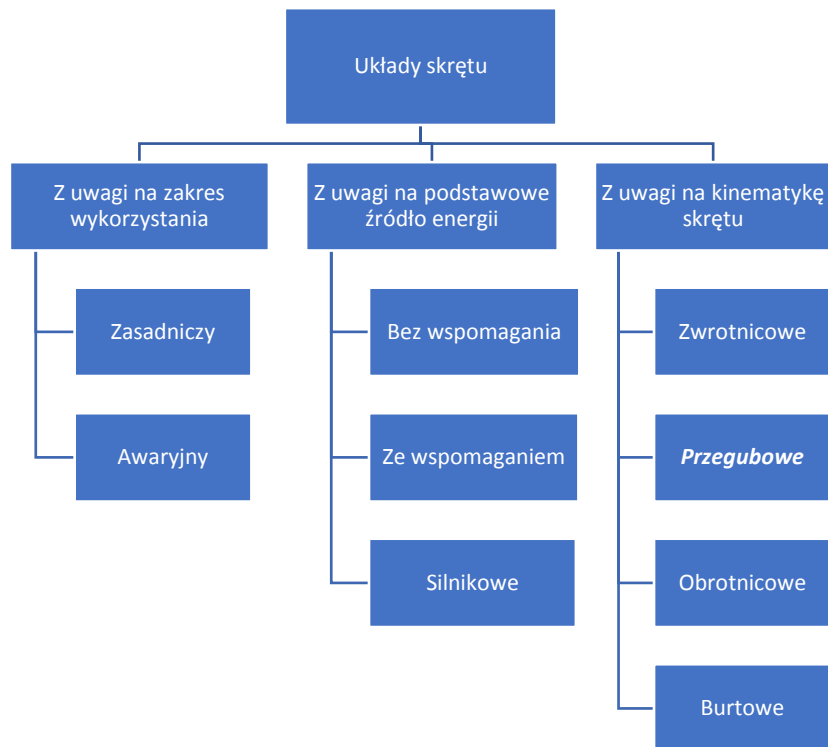 Układy skrętu
Z uwagi na zakres
wykorzystania
Zasadniczy
Awaryjny
Z uwagi na podstawowe
źródło energii
Bez wspomagania
Ze wspomaganiem
Silnikowe
Z uwagi na kinematykę
skrętu
Zwrotnicowe
Przegubowe
Obrotnicowe
Burtowe